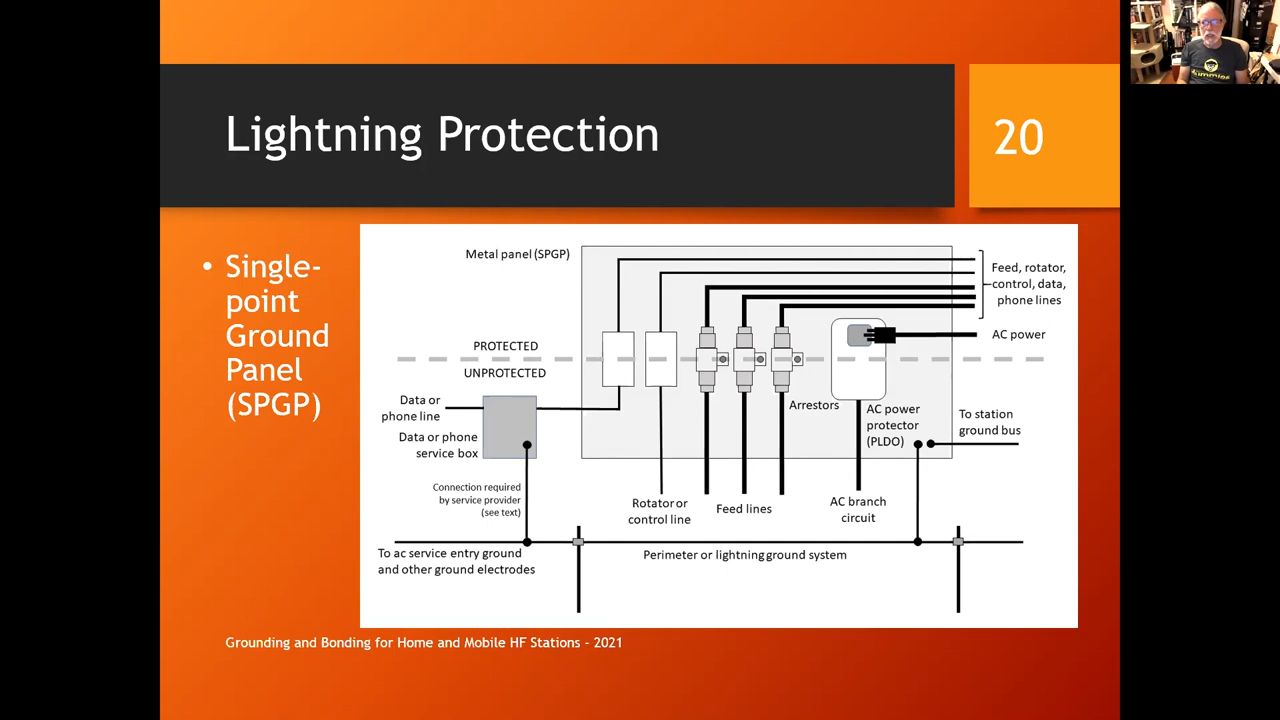 Lightning Protection
20
• Single-
point
Ground
Panel
(SPGP)
Metal panel (SPGP)
Feed, rotator,
control, data,
phone lines
AC power
PROTECTED
UNPROTECTED
Data or
phone line
Data or phone
service box
Arrestors
AC power
protector
(PLDO)
To station
ground bus
Connection required
by service provider
(see text)
Rotator or
control line
Feed lines
AC branch
circuit
To ac service entry ground
and other ground electrodes
Perimeter or lightning ground system
Grounding and Bonding for Home and Mobile HF Stations - 2021
dummies